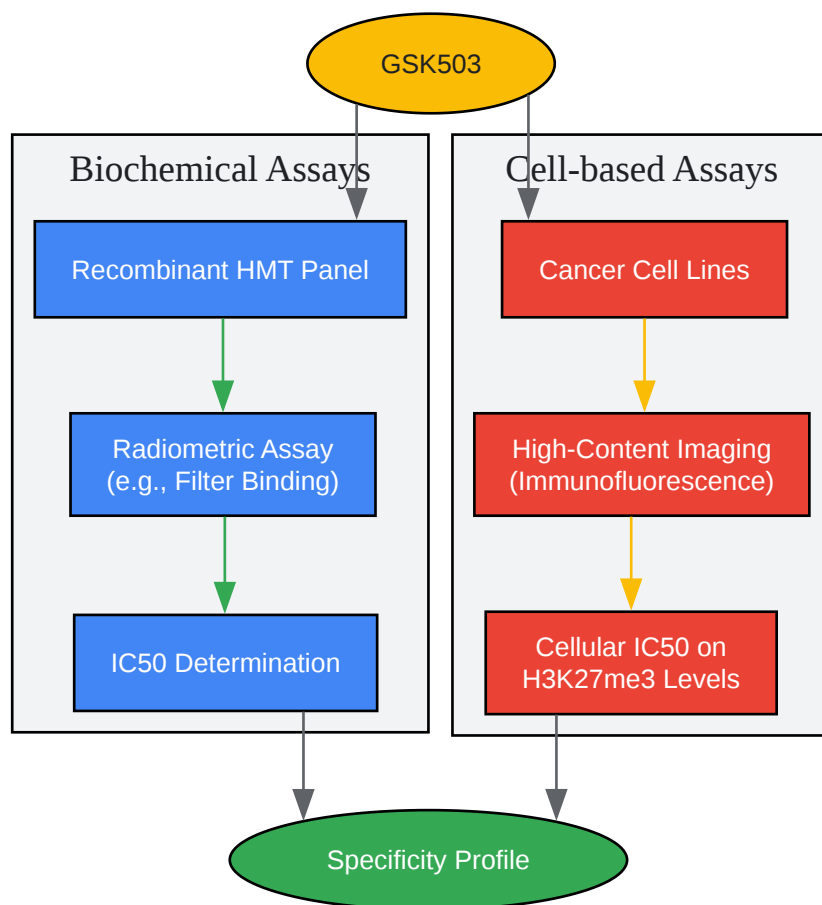 GSK503
Biochemical Assays
Recombinant HMT Panel
Radiometric Assay
(e.g., Filter Binding)
IC50 Determination
Cell-based Assays
Cancer Cell Lines
High-Content Imaging
(Immunofluorescence)
Cellular IC50 on
H3K27me3 Levels
Specificity Profile